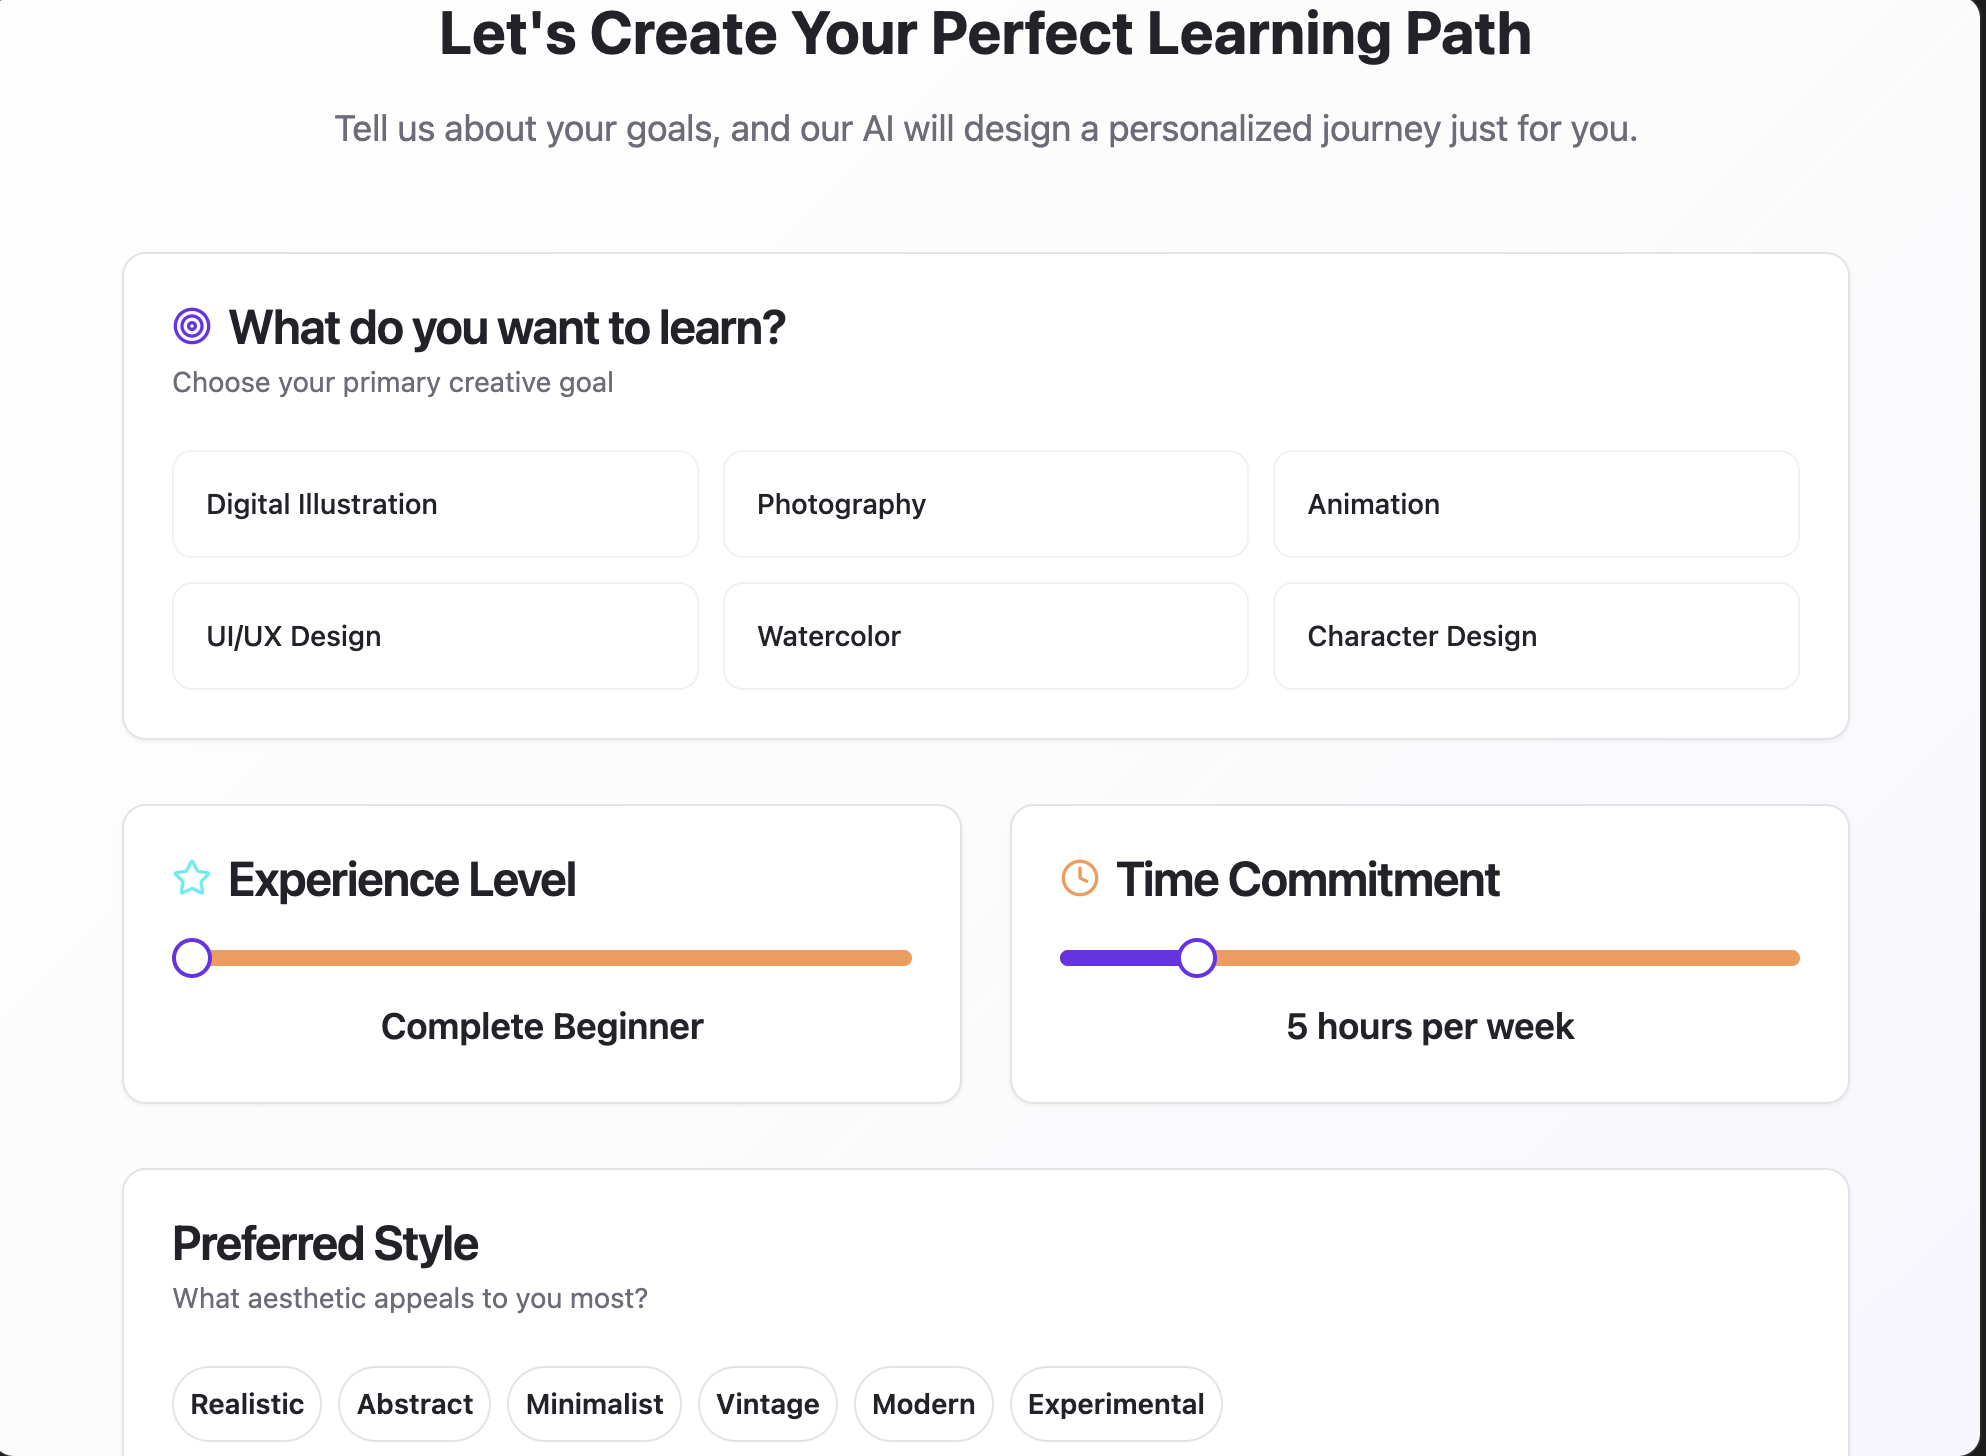 Let's Create Your Perfect Learning Path
Tell us about your goals, and our AI will design a personalized journey just for you.
What do you want to learn?
Choose your primary creative goal
Digital Illustration
Photography
Animation
UI/UX Design
Watercolor
Character Design
Experience Level
Complete Beginner
Time Commitment
5 hours per week
Preferred Style
What aesthetic appeals to you most?
Realistic
Abstract
Minimalist
Vintage
Modern
Experimental